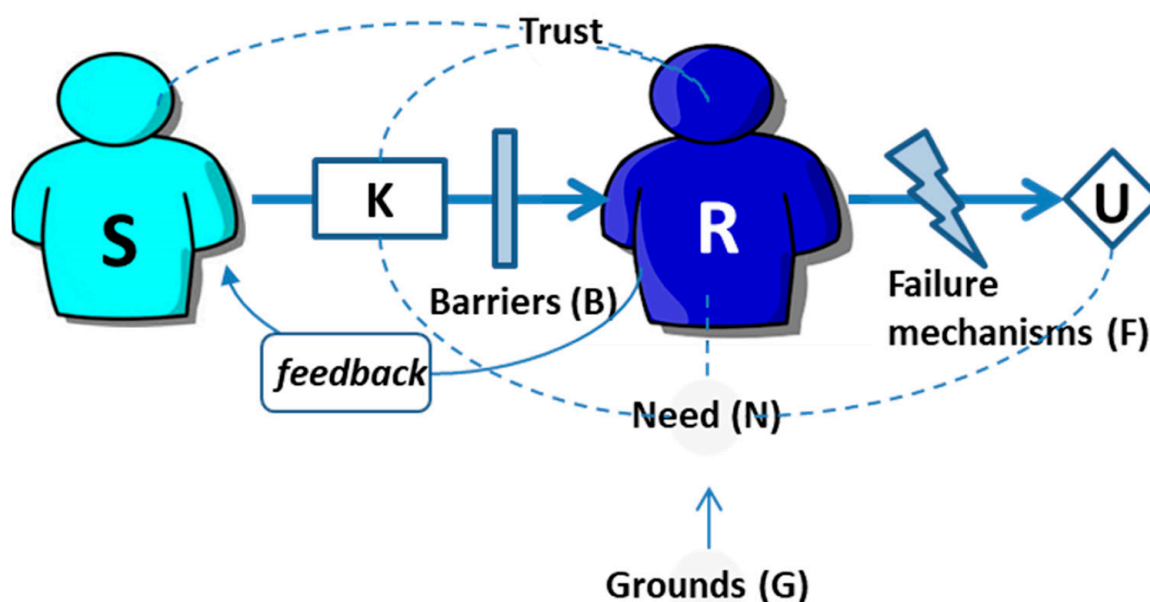 Trust
S
K
R
U
Barriers (B)
Failure
mechanisms (F)
feedback
Need (N)
Grounds (G)